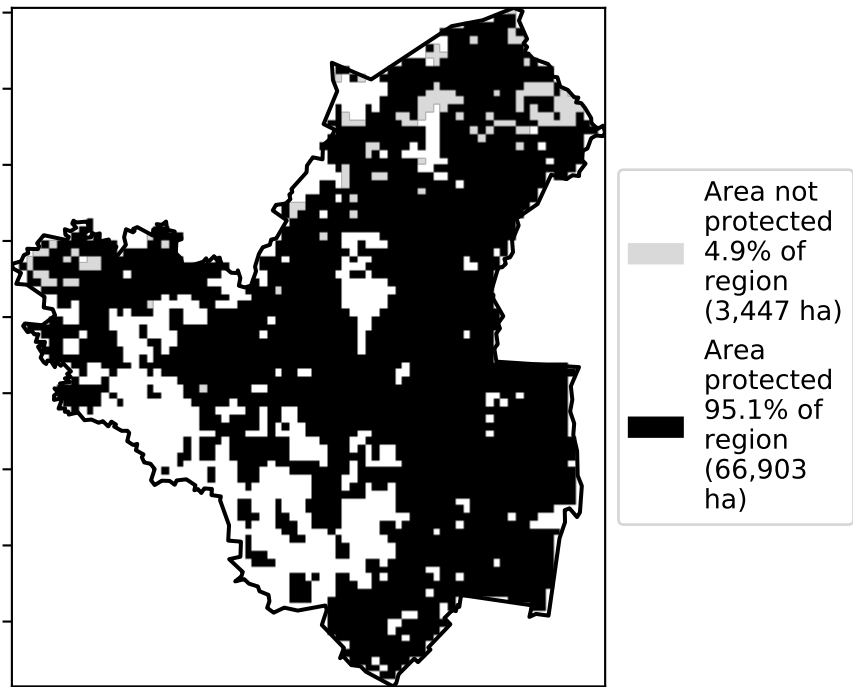 Area not
protected
4.9% of
region
(3,447 ha)
Area
protected
95.1% of
region
(66,903
ha)